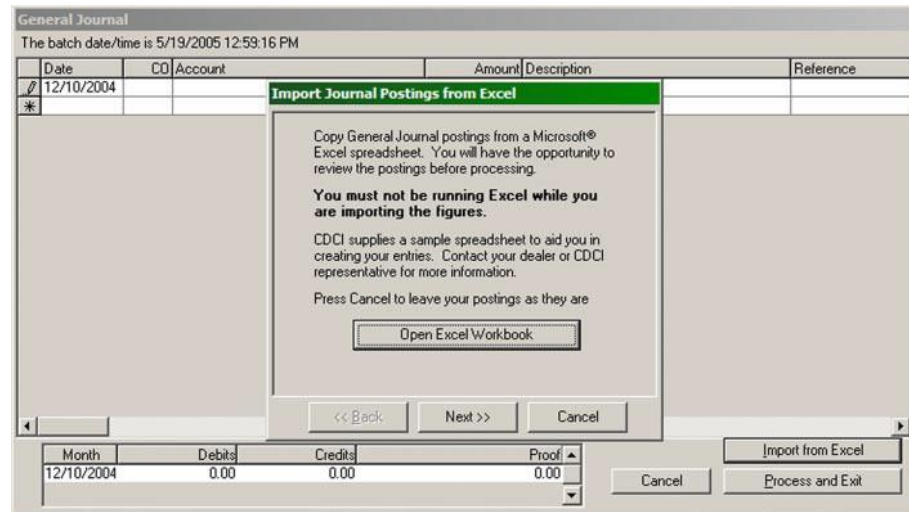 General Journal
The batch date/time is 5/19/2005 12:59:16 PM
Date CO Account Amount Description Reference
12/10/2004
Import Journal Postings from Excel
Copy General Journal postings from a Microsoft®
Excel spreadsheet. You will have the opportunity to
review the postings before processing.
You must not be running Excel while you
are importing the figures.
CDCI supplies a sample spreadsheet to aid you in
creating your entries. Contact your dealer or CDCI
representative for more information.
Press Cancel to leave your postings as they are
Open Excel Workbook
<< Back Next >> Cancel
Month Debits Credits Proof
12/10/2004 0.00 0.00 0.00
Import from Excel
Cancel Process and Exit